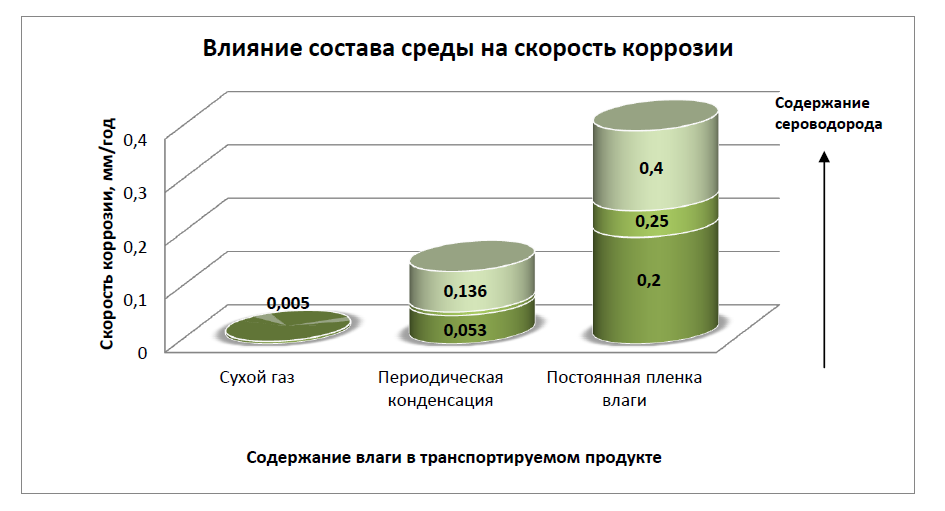 Влияние состава среды на скорость коррозии
Содержание
сероводорода
Скорость коррозии, мм/год
0,4
0,3
0,2
0,1
0
0,005
0,136
0,053
0,4
0,25
0,2
Сухой газ
Периодическая
конденсация
Постоянная пленка
влаги
Содержание влаги в транспортируемом продукте